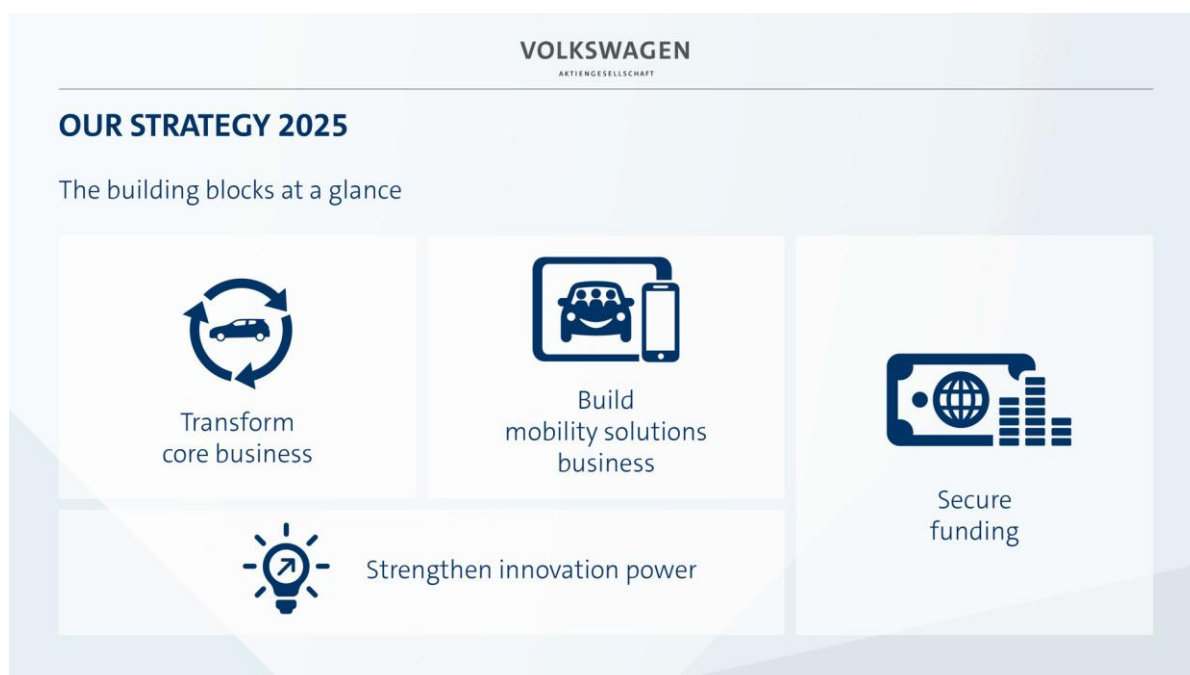 VOLKSWAGEN
AKTIENGESELLSCHAFT
OUR STRATEGY 2025
The building blocks at a glance
Transform
core business
Build
mobility solutions
business
Secure
funding
Strengthen innovation power